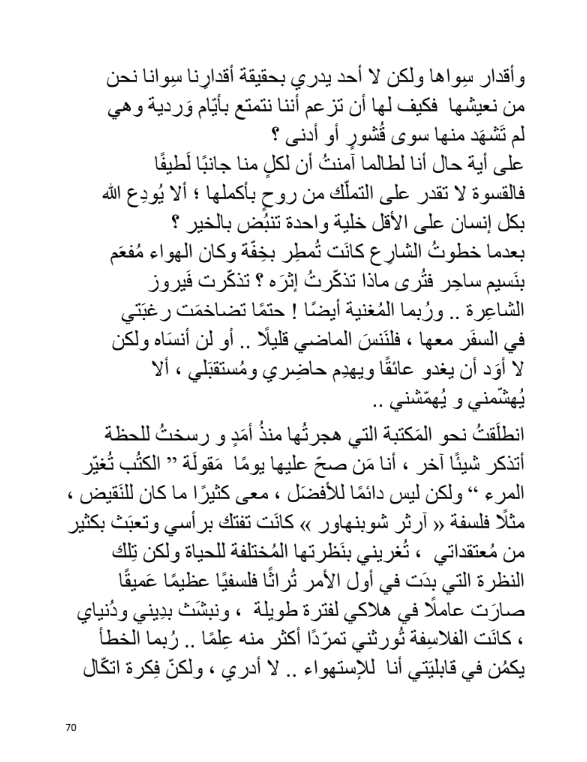 وأقدار سِواها ولكن لا أحد يدري بحقيقة أقدارِنا سِوانا نحن
من نعيشها فكيف لها أن تزعم أننا نتمتع بأيّام وَردية وهي
لم تَشهَد منها سوى قُشورٍ أو أدنى ؟
على أية حال أنا لطالما آمنتُ أن لكلٍ منا جانبًا لَطيفًا
فالقسوة لا تقدر على التملّك من روحٍ بأكملها ؛ ألا يُودِع الله
بكل إنسان على الأقل خلية واحدة تنبُض بالخير ؟
بعدما خطوتُ الشارِع كانَت تُمطِر بخِفّة وكان الهواء مُفعَم
بنَسيم ساحِر فتُرى ماذا تذكّرتُ إثرَه ؟ تذكّرت فَيروز
الشاعِرة .. ورُبما المُغنية أيضًا ! حتمًا تضاخمَت رغبَتي
في السفَر معها ، فلنَنسَ الماضي قليلًا .. أو لن أنسَاه ولكن
لا أوَد أن يغدو عائقًا ويهدِم حاضِري ومُستقبَلي ، ألا
يُهشّمني و يُهمّشني ..
انطلَقتُ نحو المَكتبة التي هجرتُها منذُ أمَدٍ و رسختُ للحظة
أتذكر شيئًا آخر ، أنا مَن صحّ عليها يومًا مَقولَة ” الكتُب تُغيّر
المرء “ ولكن ليس دائمًا للأفضَل ، معى كثيرًا ما كان للنَقيض ،
مثلًا فلسفة « آرثر شوبنهاور » كانَت تفتك برأسي وتعبَث بكثير
من مُعتقداتي ، تُغريني بنَظرتها المُختلفة للحياة ولكن تِلك
النظرة التي بدَت في أول الأمر تُراثًا فلسفيًا عظيمًا عَميقًا
صارَت عاملًا في هلاكي لفترة طويلة ، ونبشَث بدِيني ودُنياي
، كانَت الفلاسِفة تُورثني تمرّدًا أكثر منه عِلمًا .. رُبما الخطأ
يكمُن في قابليَتي أنا للإستهواء .. لا أدري ، ولكنّ فِكرة اتكّال
70